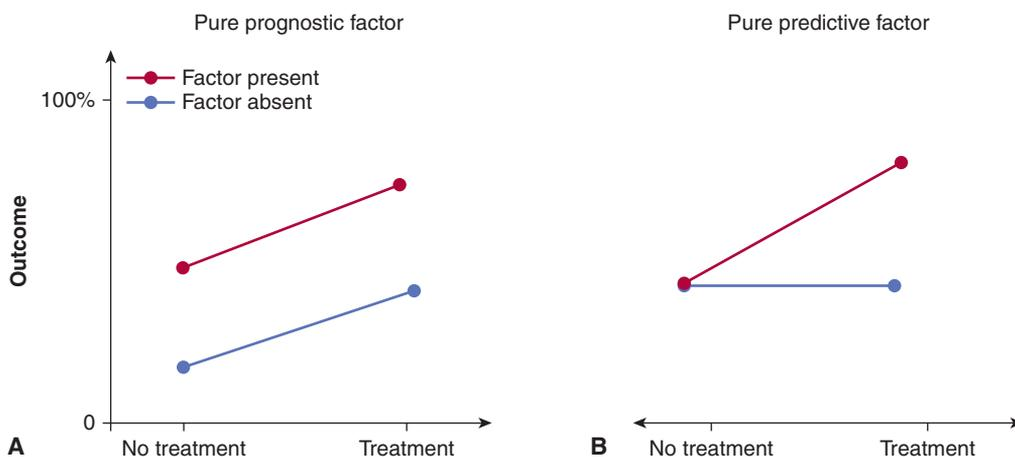 Pure prognostic factor
Factor present
Factor absent
100%
Outcome
0
No treatment
Treatment
A
Pure predictive factor
No treatment
Treatment
B